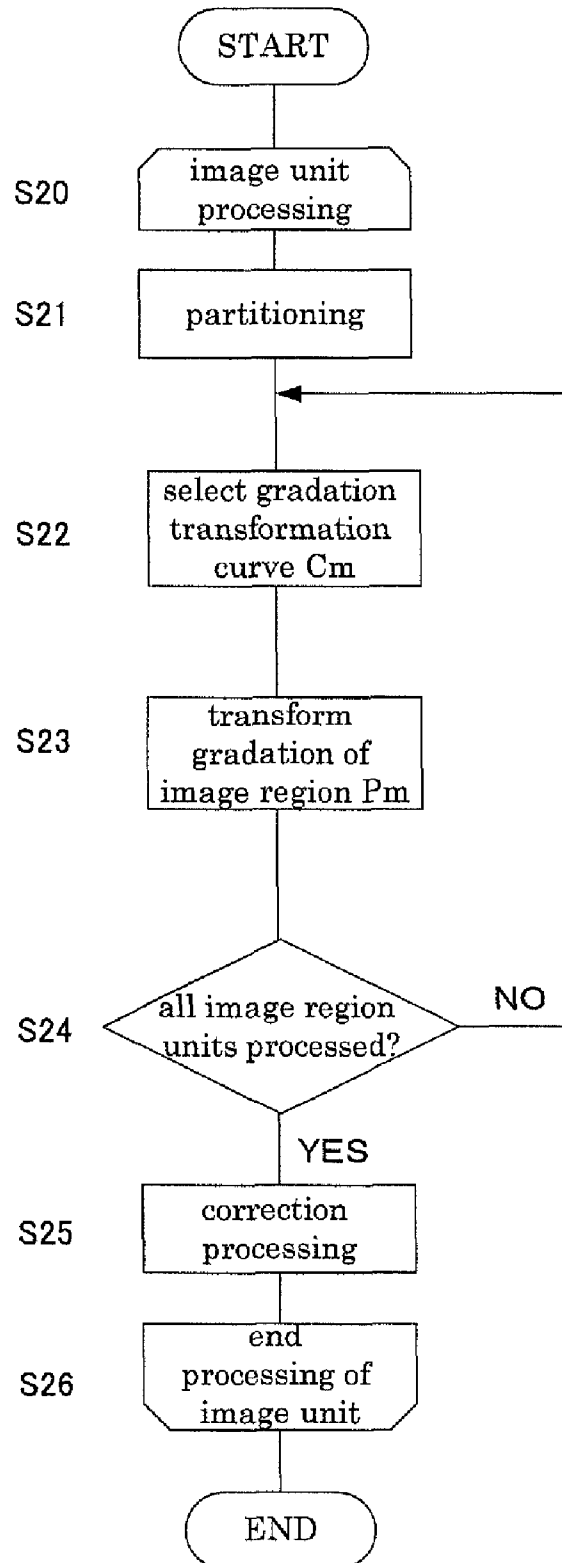 START
S20
image unit
processing
S21
partitioning
S22
select gradation
transformation
curve Cm
S23
transform
gradation of
image region Pm
S24
all image region
units processed?
NO
YES
S25
correction
processing
S26
end
processing of
image unit
END